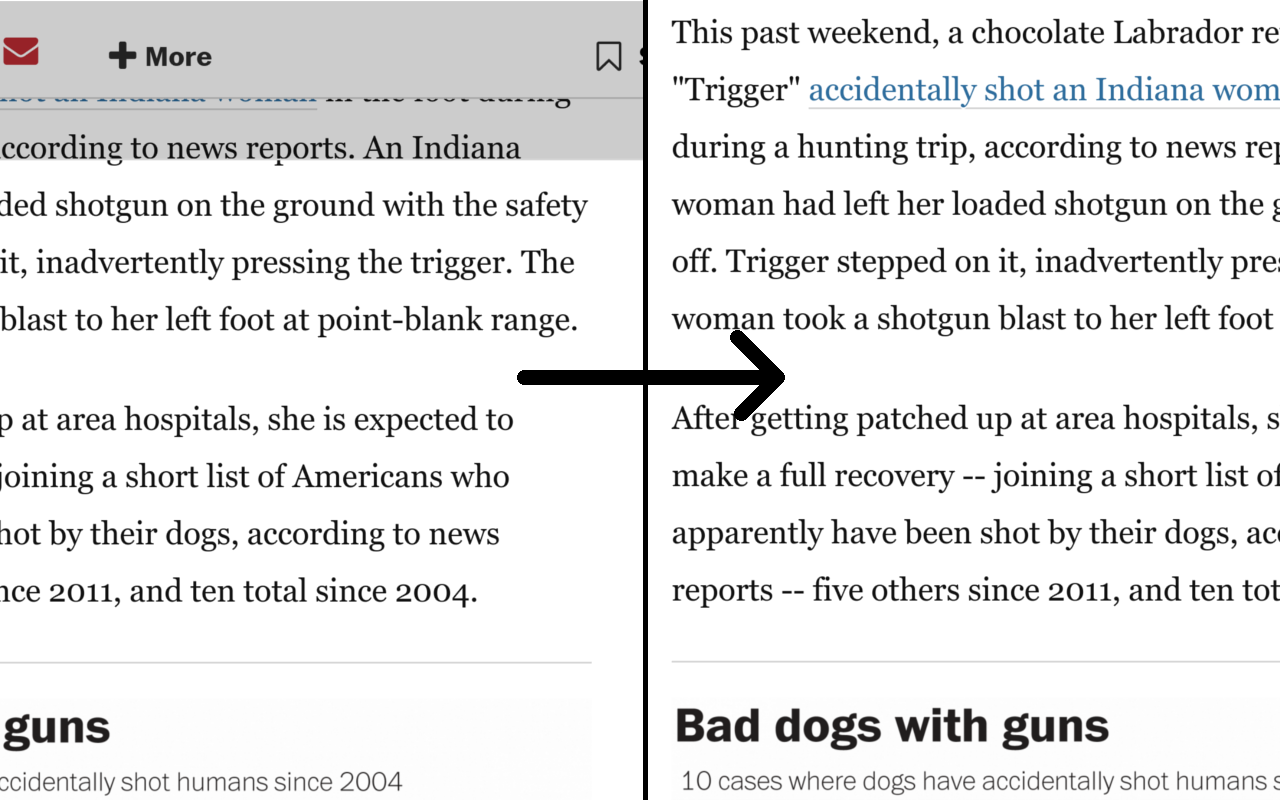 More
in the foot during
ccording to news reports. An Indiana
ded shotgun on the ground with the safety
it, inadvertently pressing the trigger. The
blast to her left foot at point-blank range.
p at area hospitals, she is expected to
joining a short list of Americans who
hot by their dogs, according to news
nce 2011, and ten total since 2004.
guns
ccidentally shot humans since 2004
This past weekend, a chocolate Labrador re
"Trigger" accidentally shot an Indiana wom
during a hunting trip, according to news rep
woman had left her loaded shotgun on the g
off. Trigger stepped on it, inadvertently pres
woman took a shotgun blast to her left foot
After getting patched up at area hospitals, s
make a full recovery -- joining a short list of
apparently have been shot by their dogs, acc
reports -- five others since 2011, and ten tot
Bad dogs with guns
10 cases where dogs have accidentally shot humans s